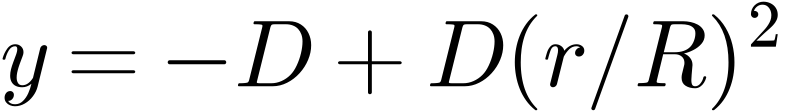 y = −D + D(r/R)²